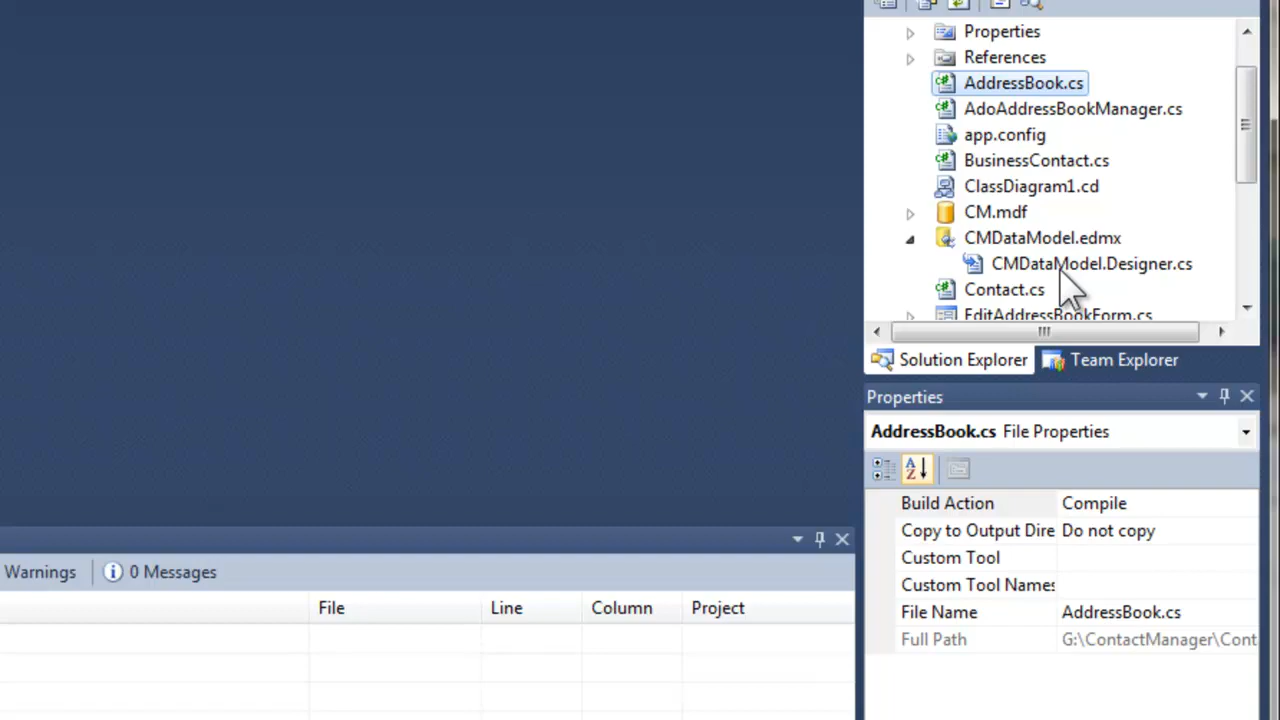 Properties
References
AddressBook.cs
AdoAddressBookManager.cs
app.config
BusinessContact.cs
ClassDiagram1.cd
CM.mdf
CMDataModel.edmx
CMDataModel.Designer.cs
Contact.cs
EditAddressBookForm.cs
Solution Explorer Team Explorer
Properties
AddressBook.cs File Properties
Build Action Compile
Copy to Output Dire Do not copy
Custom Tool
Custom Tool Names
File Name AddressBook.cs
Full Path G:\ContactManager\Cont
Warnings 0 Messages
File Line Column Project